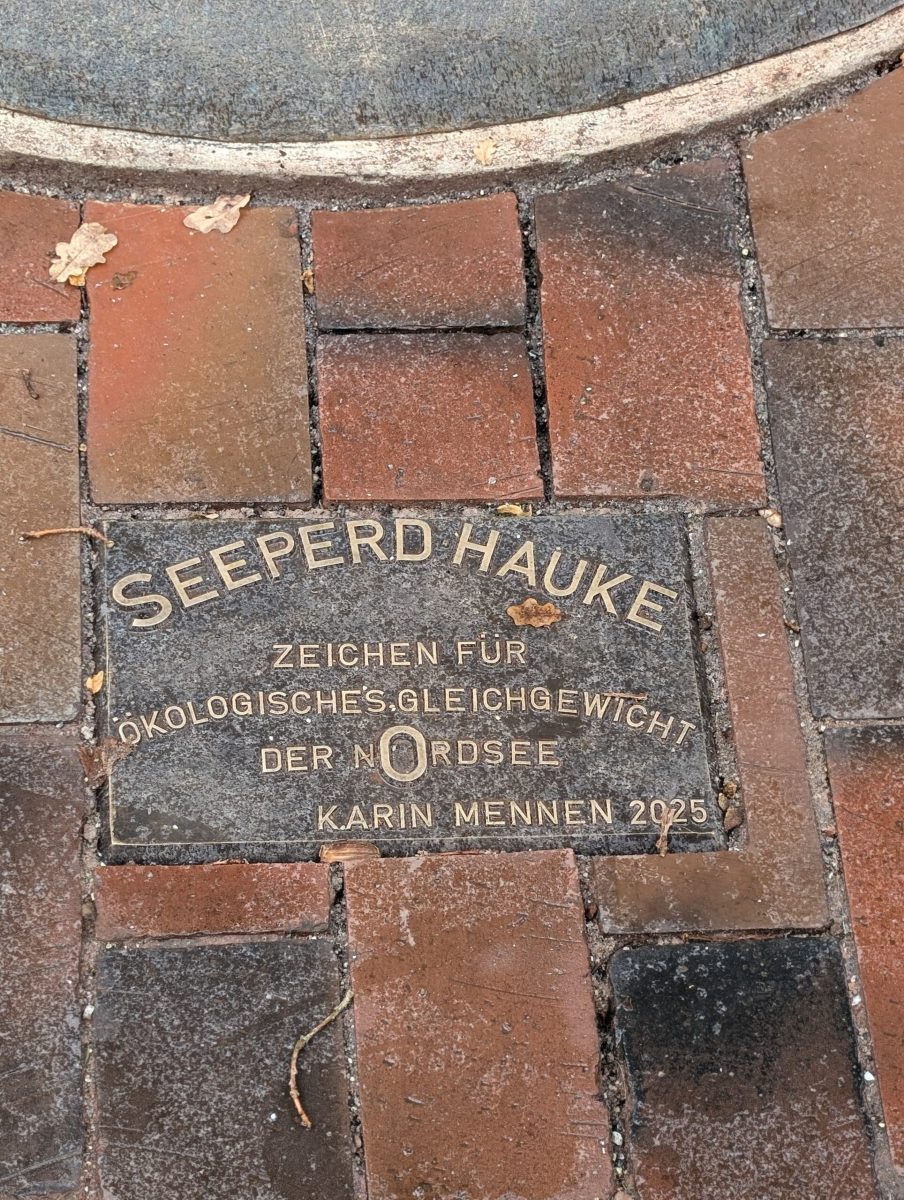 SEEPERD HAUKE
ZEICHEN FÜR
ÖKOLOGISCHES GLEICHGEWICHT
DER NORDSEE
KARIN MENNEN 2025